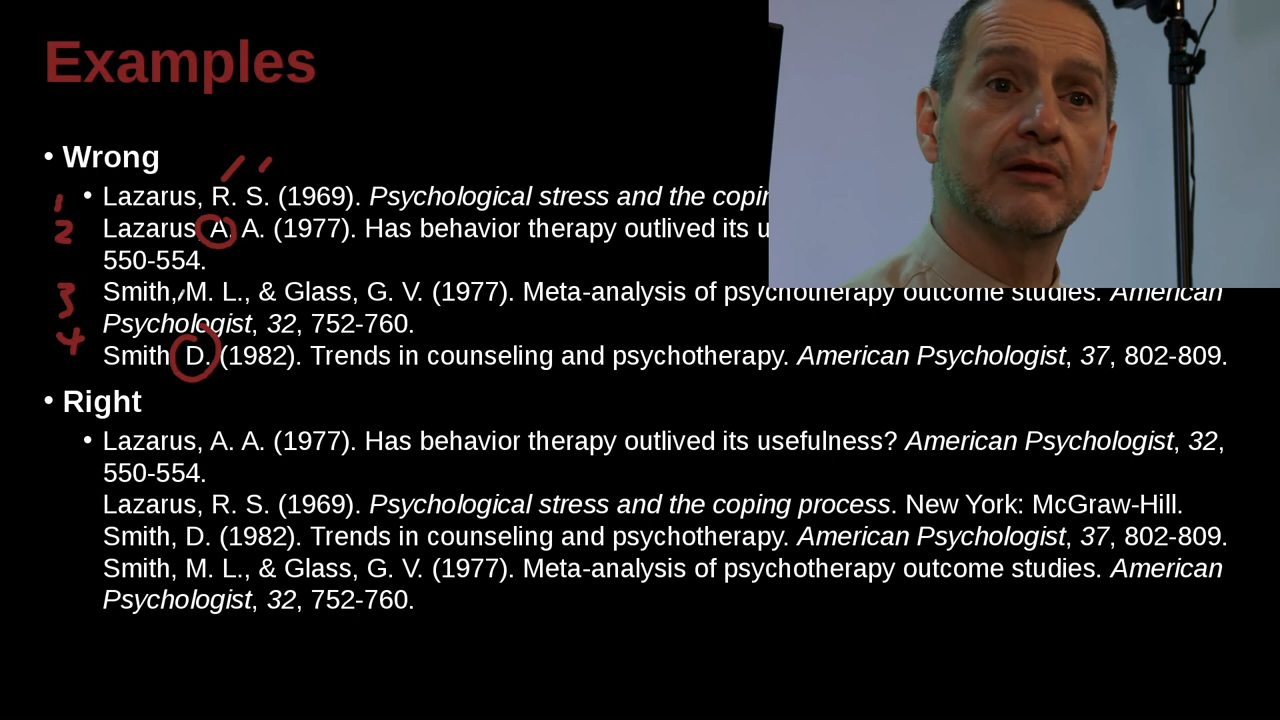 Examples
• Wrong
• Lazarus, R. S. (1969). Psychological stress and the
1
Lazarus, A. A. (1977). Has behavior therapy outlived its
2
550-554.
Smith, M. L., & Glass, G. V. (1977). Meta-analysis of psychotherapy outcome studies. American
3
Psychologist, 32, 752-760.
4
Smith, D. (1982). Trends in counseling and psychotherapy. American Psychologist, 37, 802-809.
• Right
• Lazarus, A. A. (1977). Has behavior therapy outlived its usefulness? American Psychologist, 32,
550-554.
Lazarus, R. S. (1969). Psychological stress and the coping process. New York: McGraw-Hill.
Smith, D. (1982). Trends in counseling and psychotherapy. American Psychologist, 37, 802-809.
Smith, M. L., & Glass, G. V. (1977). Meta-analysis of psychotherapy outcome studies. American
Psychologist, 32, 752-760.